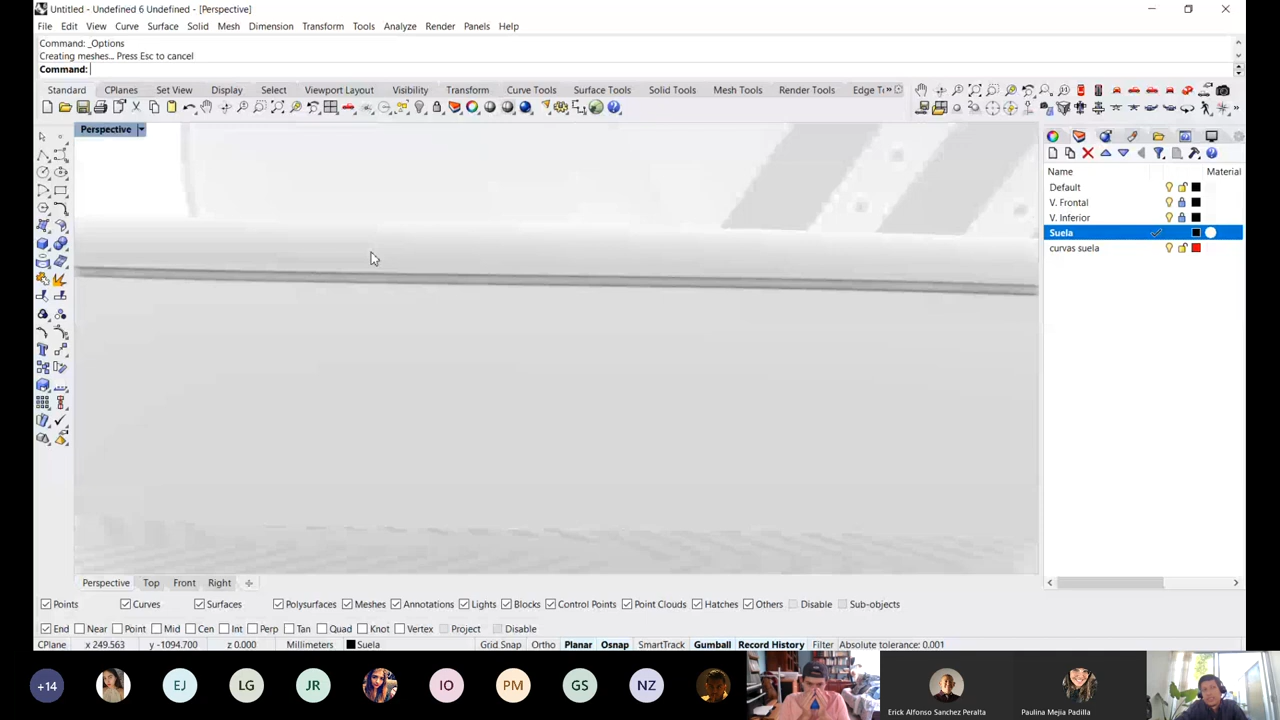 Untitled - Undefined 6 Undefined - [Perspective]
File Edit View Curve Surface Solid Mesh Dimension Transform Tools Analyze Render Panels Help
Command: _Options
Creating meshes... Press Esc to cancel
Command:
Standard CPlanes Set View Display Select Viewport Layout Visibility Transform Curve Tools Surface Tools Solid Tools Mesh Tools Render Tools Edge T
Perspective
Name Material
Default
V. Frontal
V. Inferior
Suela
curvas suela
Perspective Top Front Right
Points Curves Surfaces Polysurfaces Meshes Annotations Lights Blocks Control Points Point Clouds Hatches Others Disable Sub-objects
End Near Point Mid Cen Int Perp Tan Quad Knot Vertex Project Disable
CPlane x 249.563 y -1094.700 z 0.000 Millimeters Suela Grid Snap Ortho Planar Osnap SmartTrack Gumball Record History Filter Absolute tolerance: 0.001
+14 EJ LG JR IO PM GS NZ
Erick Alfonso Sanchez Peralta Paulina Mejia Padilla